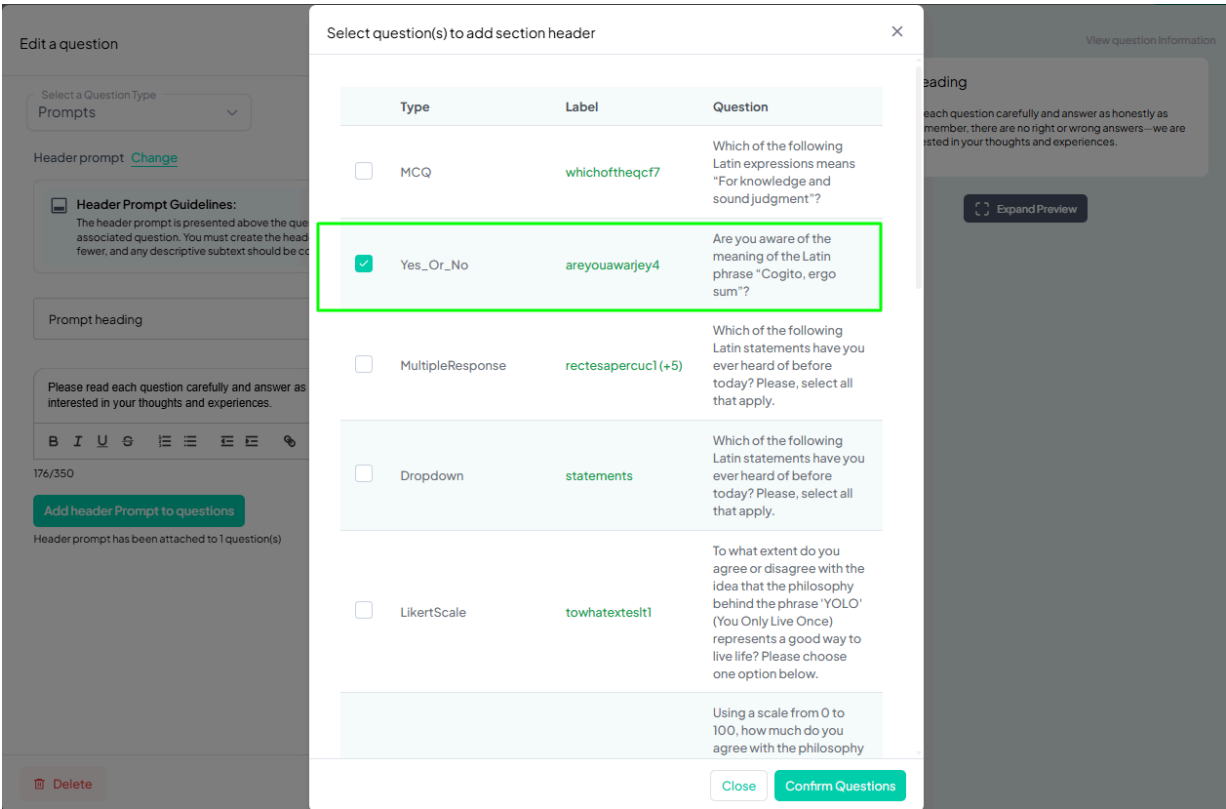 Edit a question
Select a Question Type
Prompts
Header prompt Change
Header Prompt Guidelines:
The header prompt is presented above the que
associated question. You must create the head
fewer, and any descriptive subtext should be co
Prompt heading
Please read each question carefully and answer as
interested in your thoughts and experiences.
B I U S
176/350
Add header Prompt to questions
Header prompt has been attached to 1 question(s)
Delete
Select question(s) to add section header
Type Label Question
MCQ whichoftheqcf7
Which of the following
Latin expressions means
"For knowledge and
sound judgment"?
Yes_Or_No areyouawarjey4
Are you aware of the
meaning of the Latin
phrase "Cogito, ergo
sum"?
MultipleResponse rectesapercuc1 (+5)
Which of the following
Latin statements have you
ever heard of before
today? Please, select all
that apply.
Dropdown statements
Which of the following
Latin statements have you
ever heard of before
today? Please, select all
that apply.
LikertScale towhatexteslt1
To what extent do you
agree or disagree with the
idea that the philosophy
behind the phrase 'YOLO'
(You Only Live Once)
represents a good way to
live life? Please choose
one option below.
Using a scale from 0 to
100, how much do you
agree with the philosophy
Close Confirm Questions
View question information
eading
each question carefully and answer as honestly as
member, there are no right or wrong answers—we are
ested in your thoughts and experiences.
Expand Preview